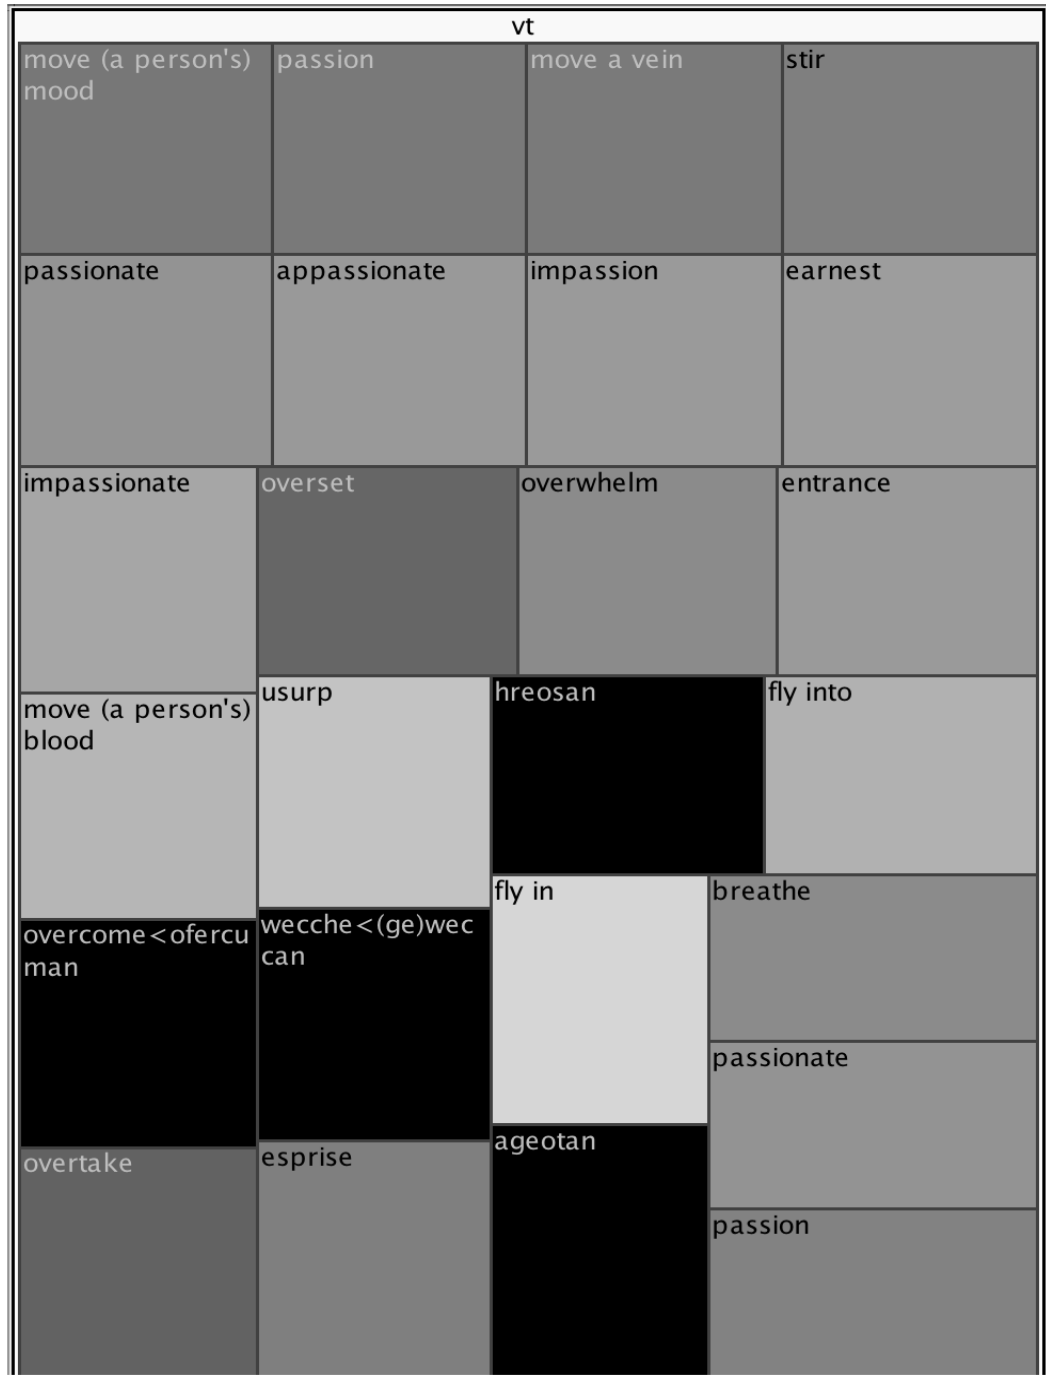 vt
move (a person's)
mood
passion
move a vein
stir
passionate
appassionate
impassion
earnest
impassionate
overset
overwhelm
entrance
move (a person's)
blood
usurp
hreosan
fly into
overcome<ofercu
man
wecche<(ge)wec
can
fly in
breathe
passionate
overtake
esprise
ageotan
passion